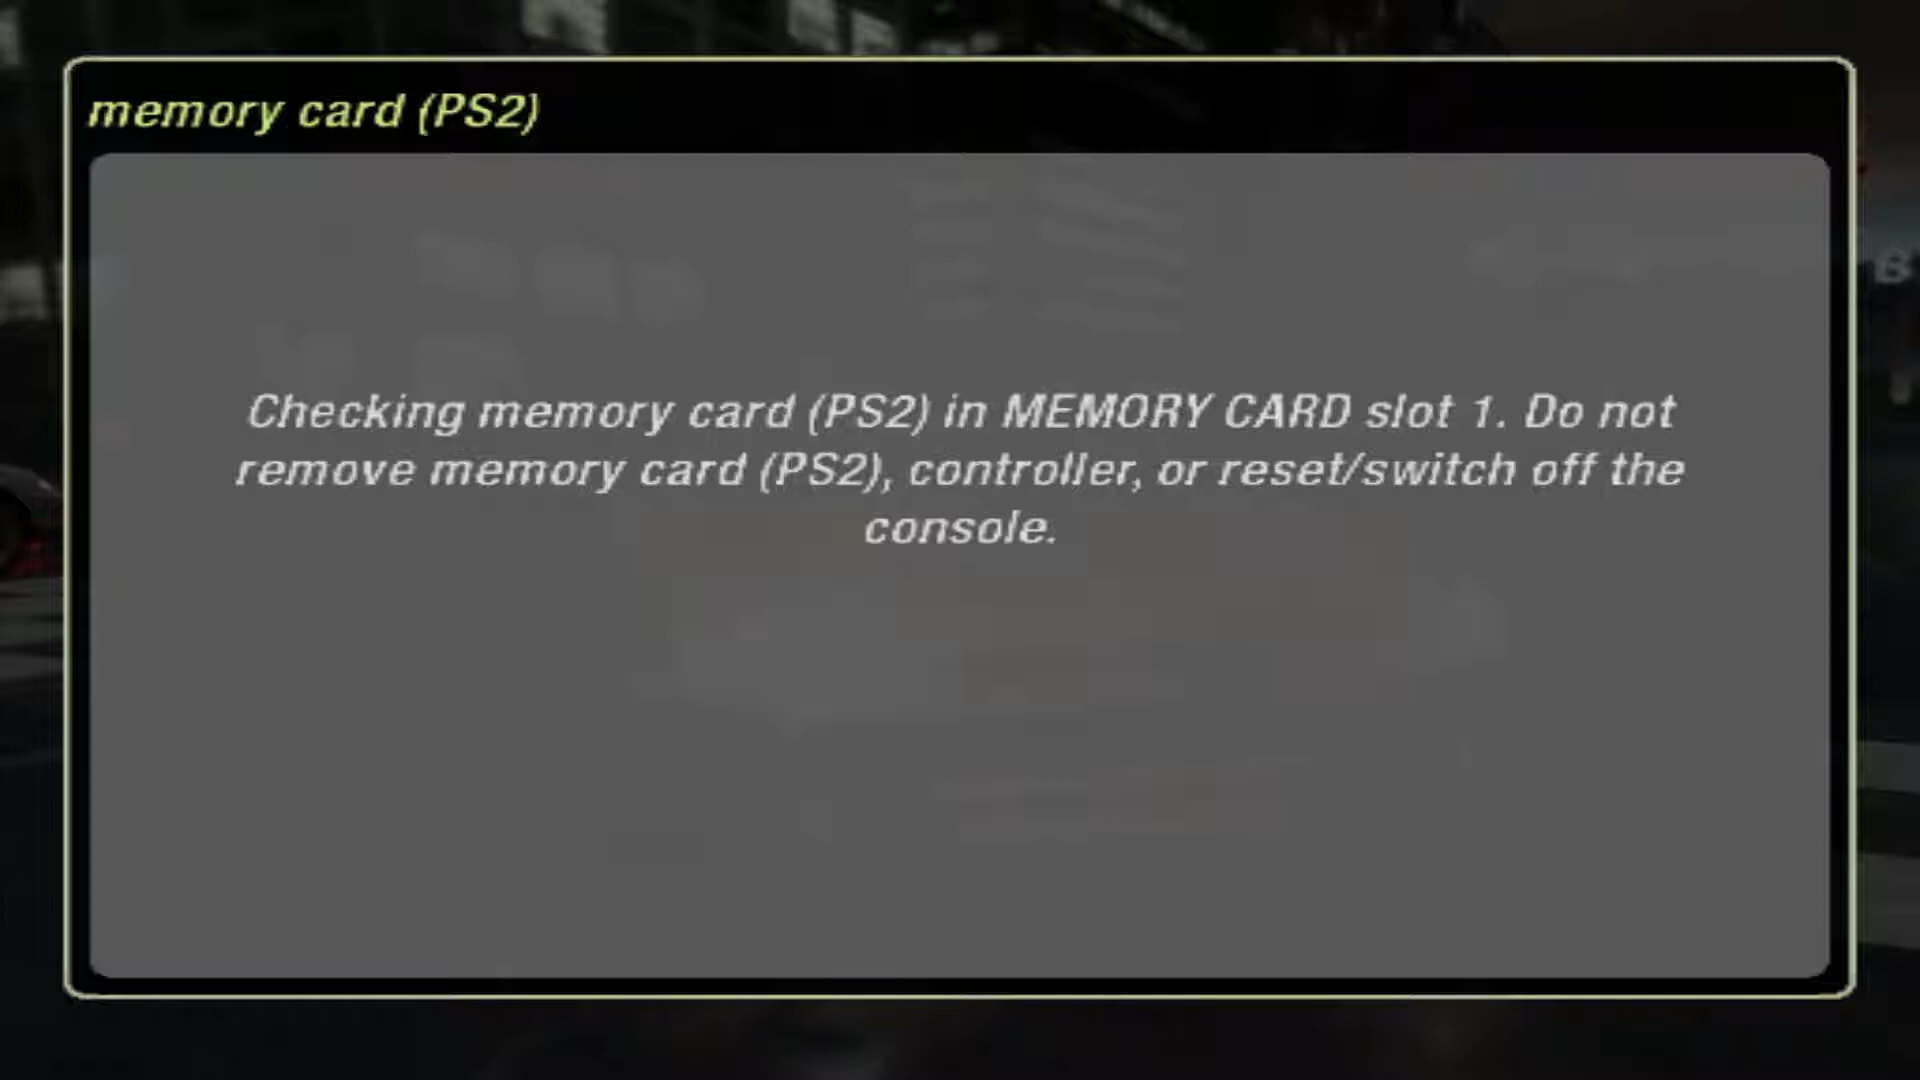 memory card (PS2)
Checking memory card (PS2) in MEMORY CARD slot 1. Do not
remove memory card (PS2), controller, or reset/switch off the
console.